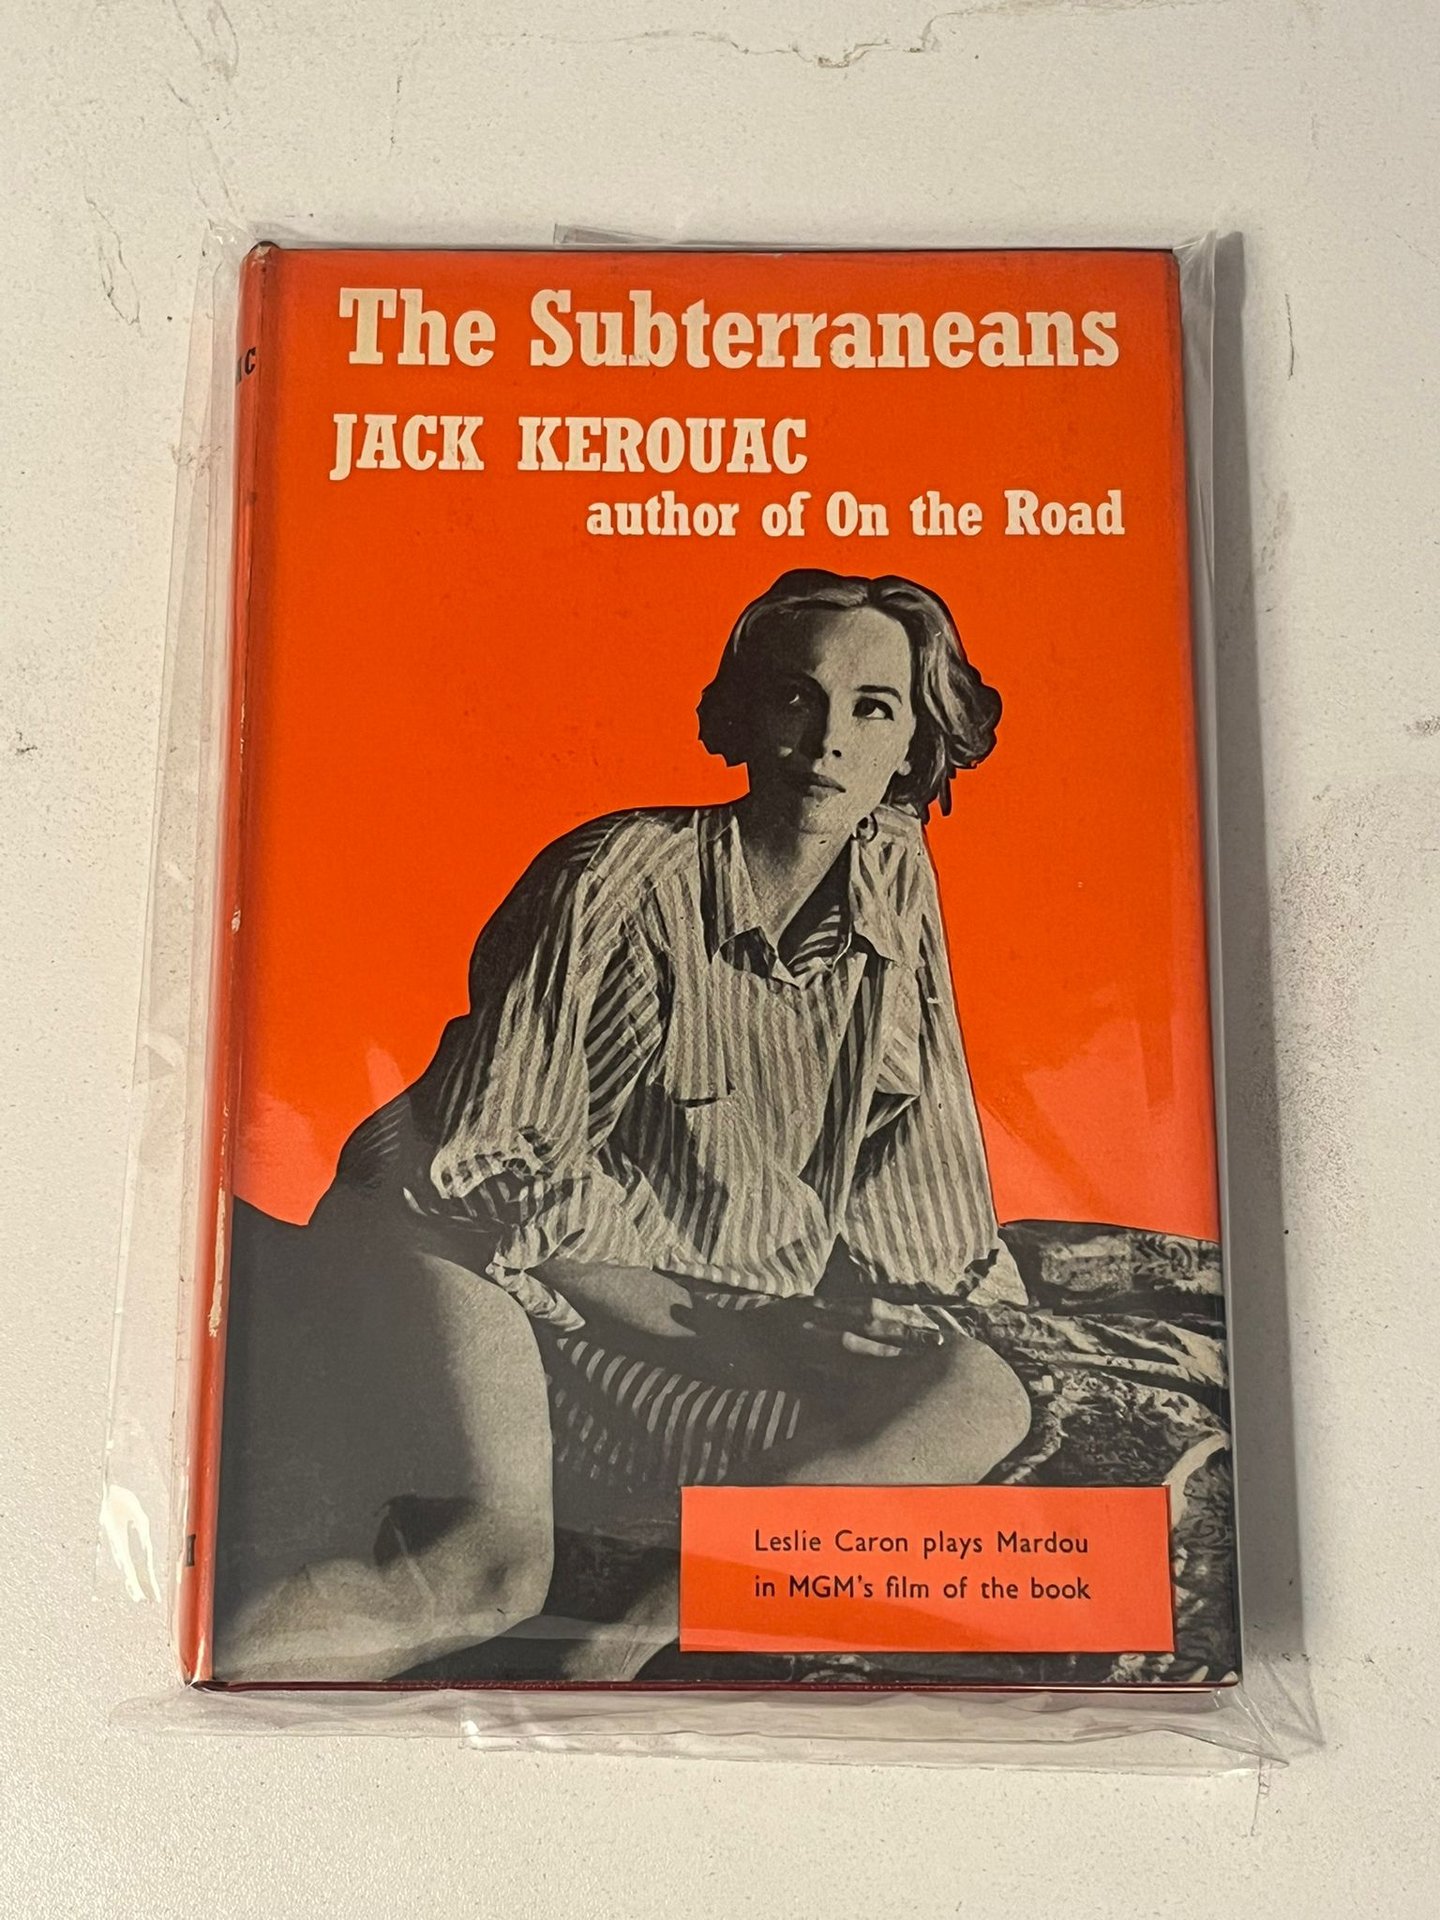 The Subterraneans
JACK KEROUAC
author of On the Road
Leslie Caron plays Mardou
in MGM's film of the book